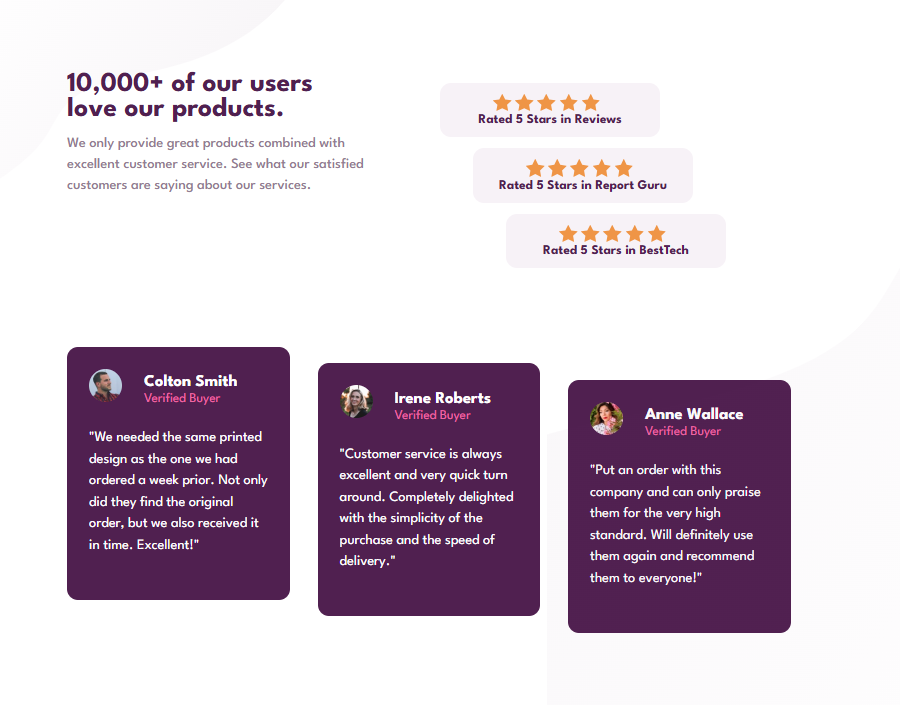 10,000+ of our users
love our products.
We only provide great products combined with
excellent customer service. See what our satisfied
customers are saying about our services.
Rated 5 Stars in Reviews
Rated 5 Stars in Report Guru
Rated 5 Stars in BestTech
Colton Smith
Verified Buyer
"We needed the same printed
design as the one we had
ordered a week prior. Not only
did they find the original
order, but we also received it
in time. Excellent!"
Irene Roberts
Verified Buyer
"Customer service is always
excellent and very quick turn
around. Completely delighted
with the simplicity of the
purchase and the speed of
delivery."
Anne Wallace
Verified Buyer
"Put an order with this
company and can only praise
them for the very high
standard. Will definitely use
them again and recommend
them to everyone!"